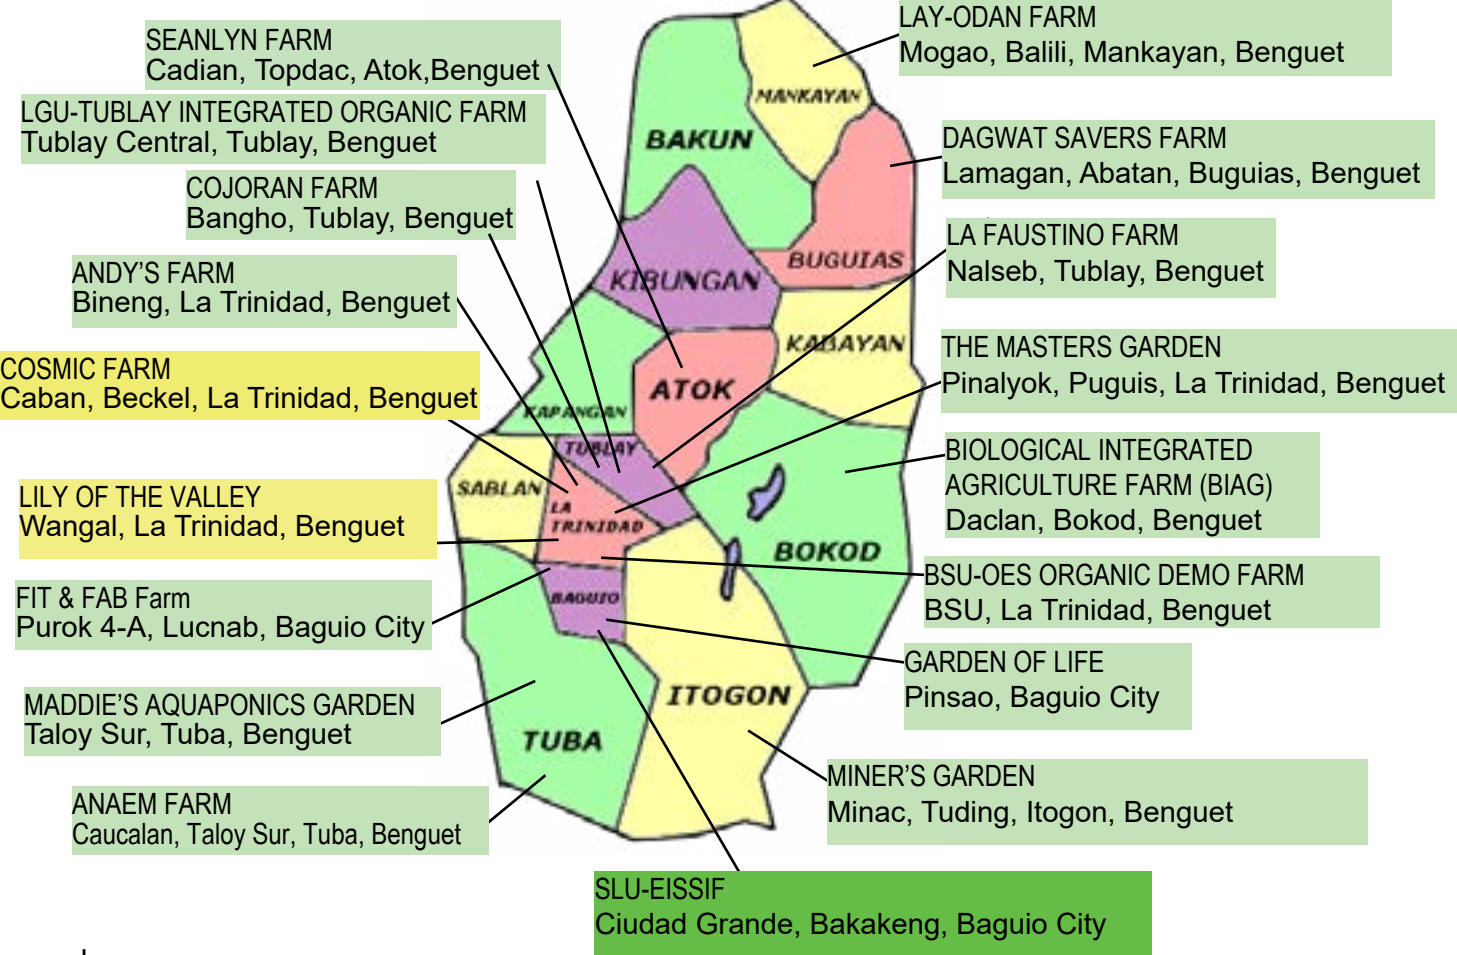 SEANLYN FARM
Cadian, Topdac, Atok,Benguet
LGU-TUBLAY INTEGRATED ORGANIC FARM
Tublay Central, Tublay, Benguet
COJORAN FARM
Bangho, Tublay, Benguet
ANDY’S FARM
Bineng, La Trinidad, Benguet
COSMIC FARM
Caban, Beckel, La Trinidad, Benguet
LILY OF THE VALLEY
Wangal, La Trinidad, Benguet
FIT & FAB Farm
Purok 4-A, Lucnab, Baguio City
MADDIE’S AQUAPONICS GARDEN
Taloy Sur, Tuba, Benguet
ANAEM FARM
Caucalan, Taloy Sur, Tuba, Benguet
MANKAYAN
BAKUN
BUGUIAS
KIBUNGAN
KABAYAN
ATOK
KAPANGAN
TUBLAY
SABLAN
LA
TRINIDAD
BOKOD
BAGUIO
ITOGON
TUBA
LAY-ODAN FARM
Mogao, Balili, Mankayan, Benguet
DAGWAT SAVERS FARM
Lamagan, Abatan, Buguias, Benguet
LA FAUSTINO FARM
Nalseb, Tublay, Benguet
THE MASTERS GARDEN
Pinalyok, Puguis, La Trinidad, Benguet
BIOLOGICAL INTEGRATED
AGRICULTURE FARM (BIAG)
Daclan, Bokod, Benguet
BSU-OES ORGANIC DEMO FARM
BSU, La Trinidad, Benguet
GARDEN OF LIFE
Pinsao, Baguio City
MINER’S GARDEN
Minac, Tuding, Itogon, Benguet
SLU-EISSIF
Ciudad Grande, Bakakeng, Baguio City